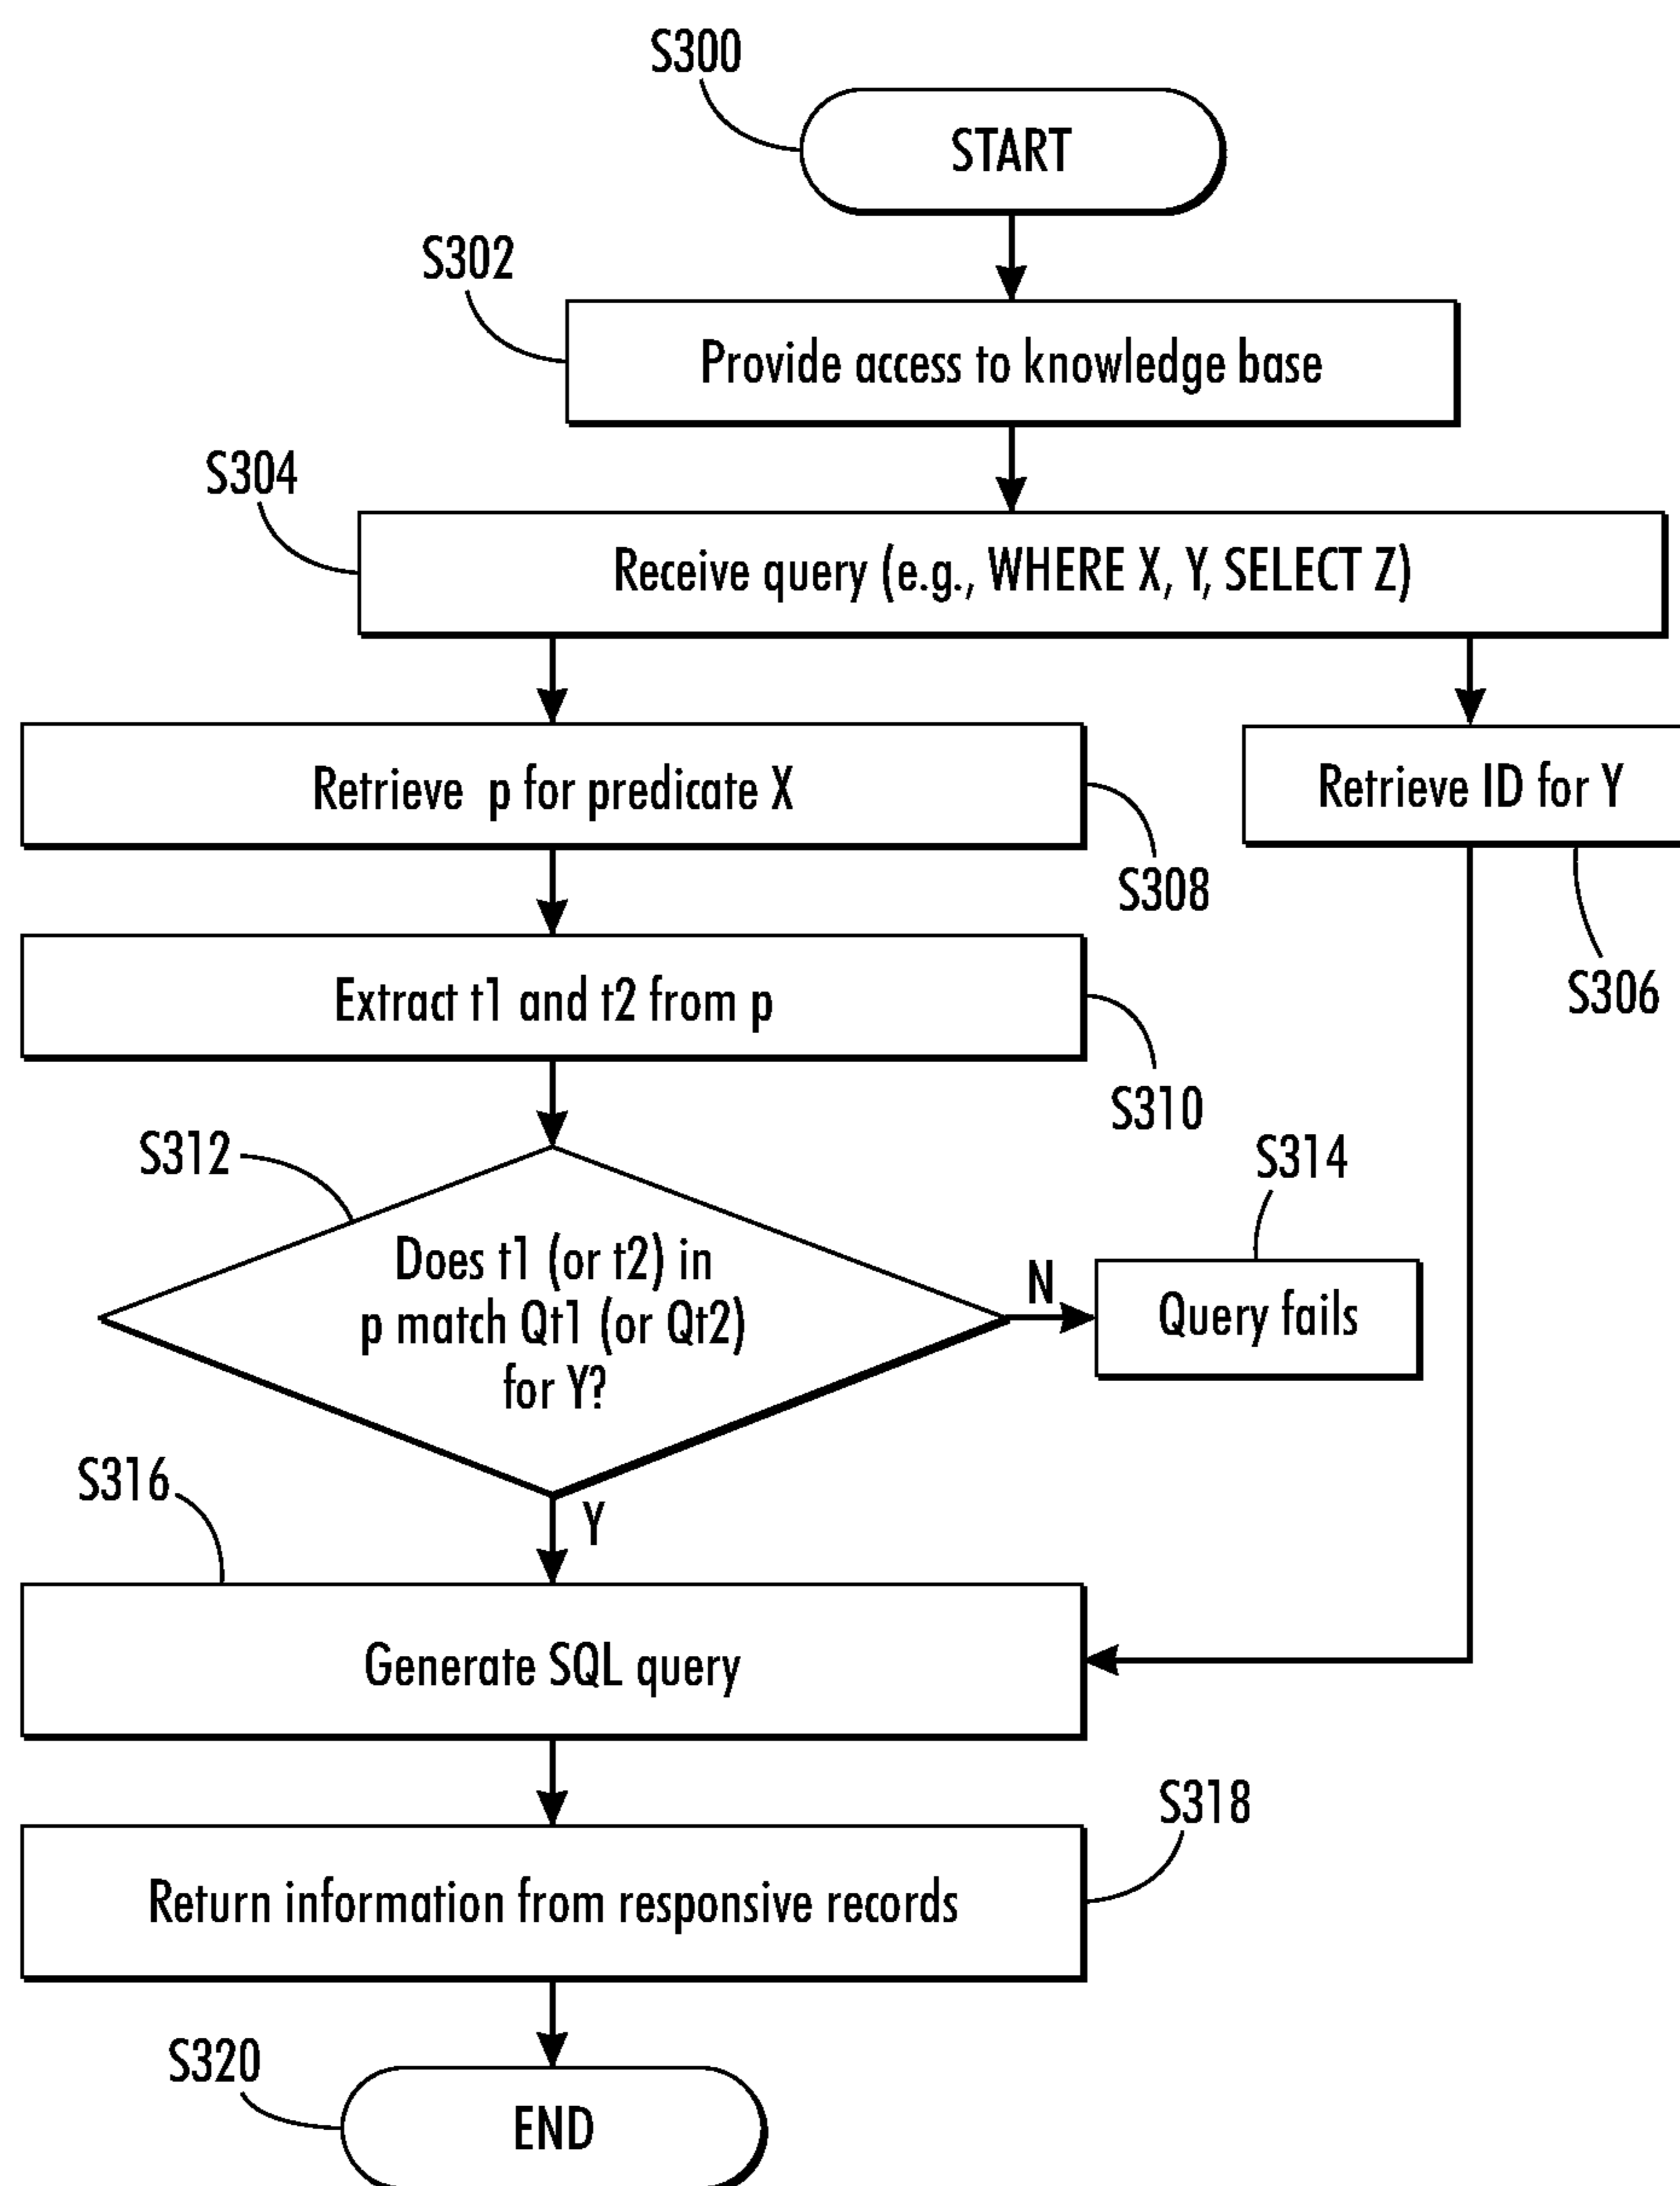 S300
START
S302
Provide access to knowledge base
S304
Receive query (e.g., WHERE X, Y, SELECT Z)
Retrieve p for predicate X
Retrieve ID for Y
S308
Extract t1 and t2 from p
S306
S310
S312
S314
Does t1 (or t2) in
p match Qt1 (or Qt2)
for Y?
N
Query fails
S316
Y
Generate SQL query
S318
Return information from responsive records
S320
END